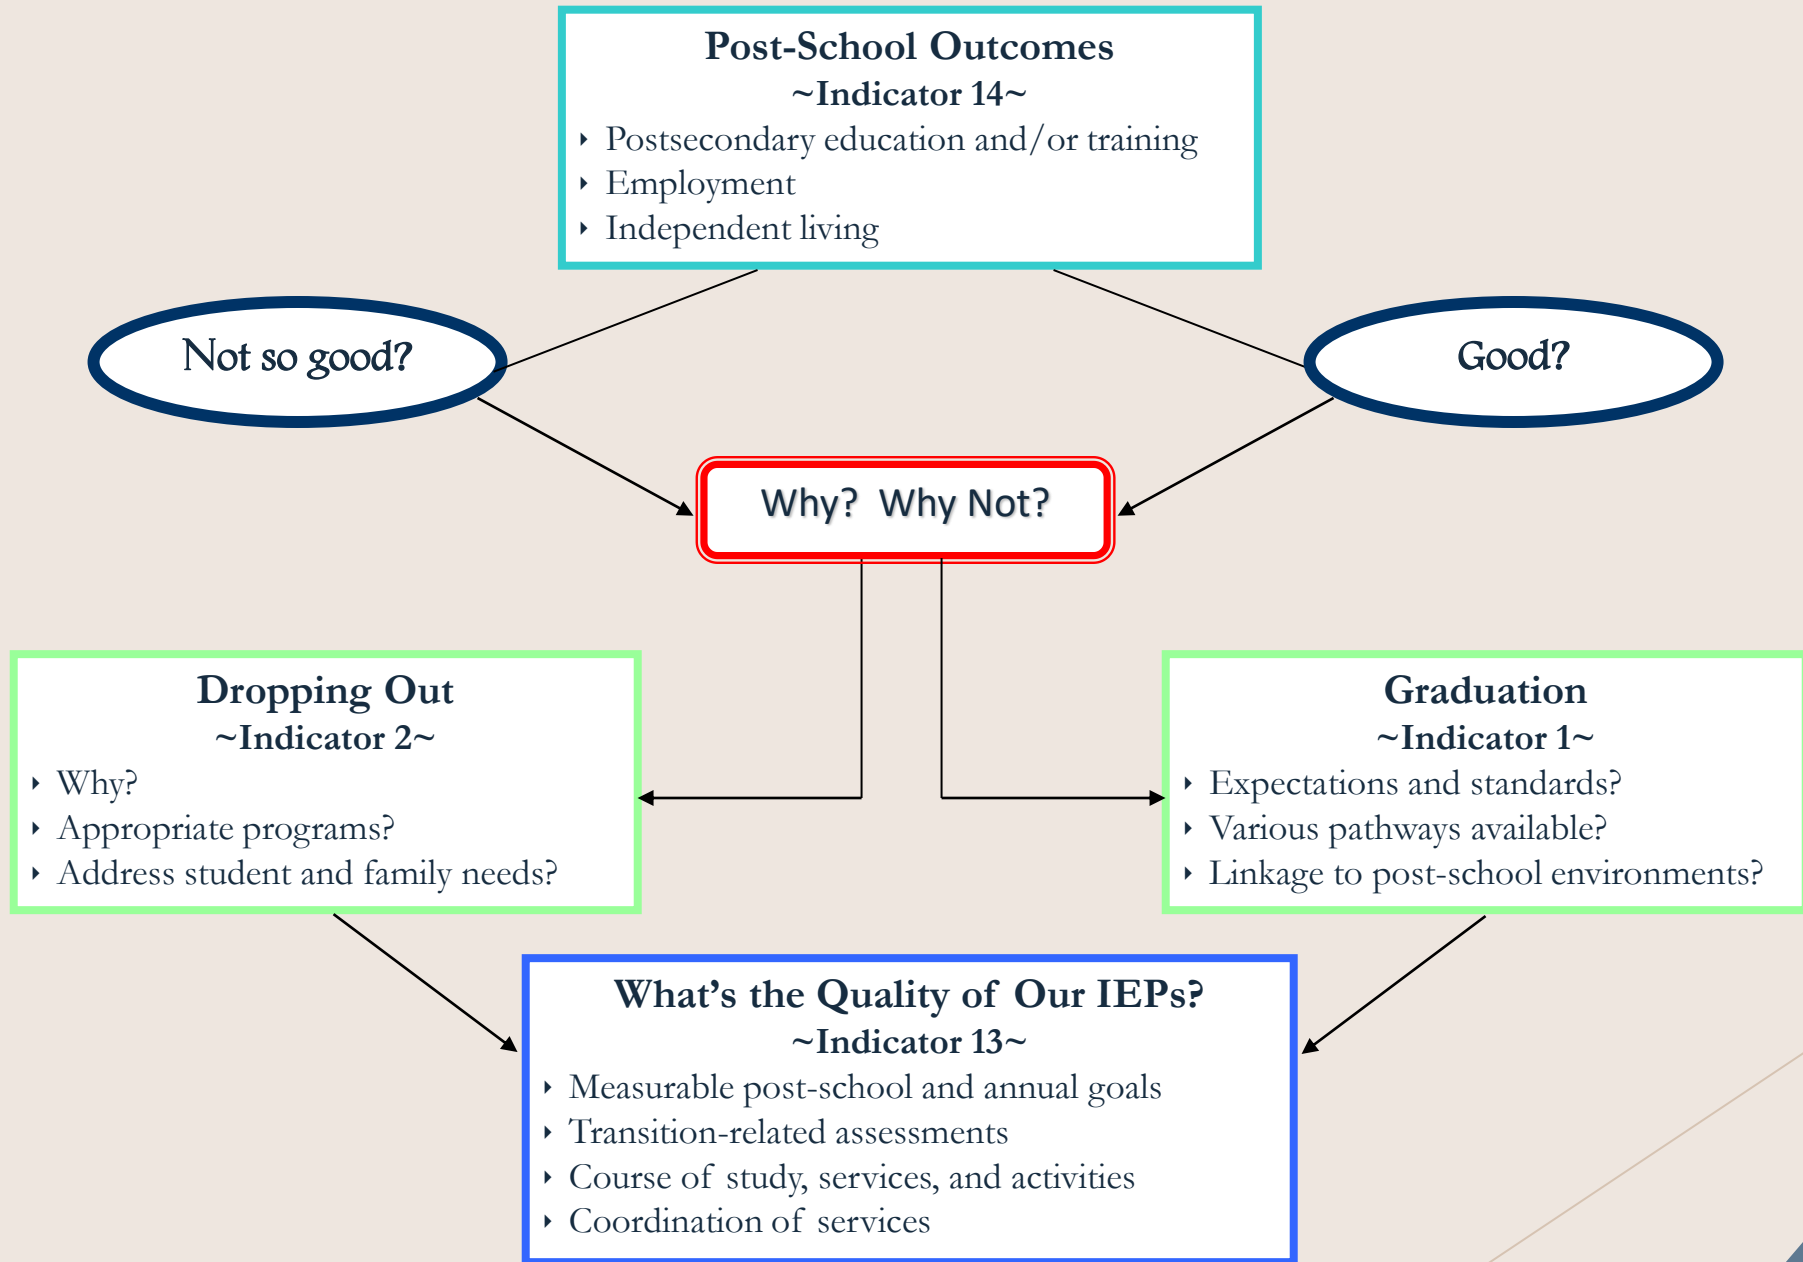 Post-School Outcomes
~Indicator 14~
‣ Postsecondary education and/or training
‣ Employment
‣ Independent living
Not so good?
Good?
Why?  Why Not?
Dropping Out
~Indicator 2~
‣ Why?
‣ Appropriate programs?
‣ Address student and family needs?
Graduation
~Indicator 1~
‣ Expectations and standards?
‣ Various pathways available?
‣ Linkage to post-school environments?
What’s the Quality of Our IEPs?
~Indicator 13~
‣ Measurable post-school and annual goals
‣ Transition-related assessments
‣ Course of study, services, and activities
‣ Coordination of services